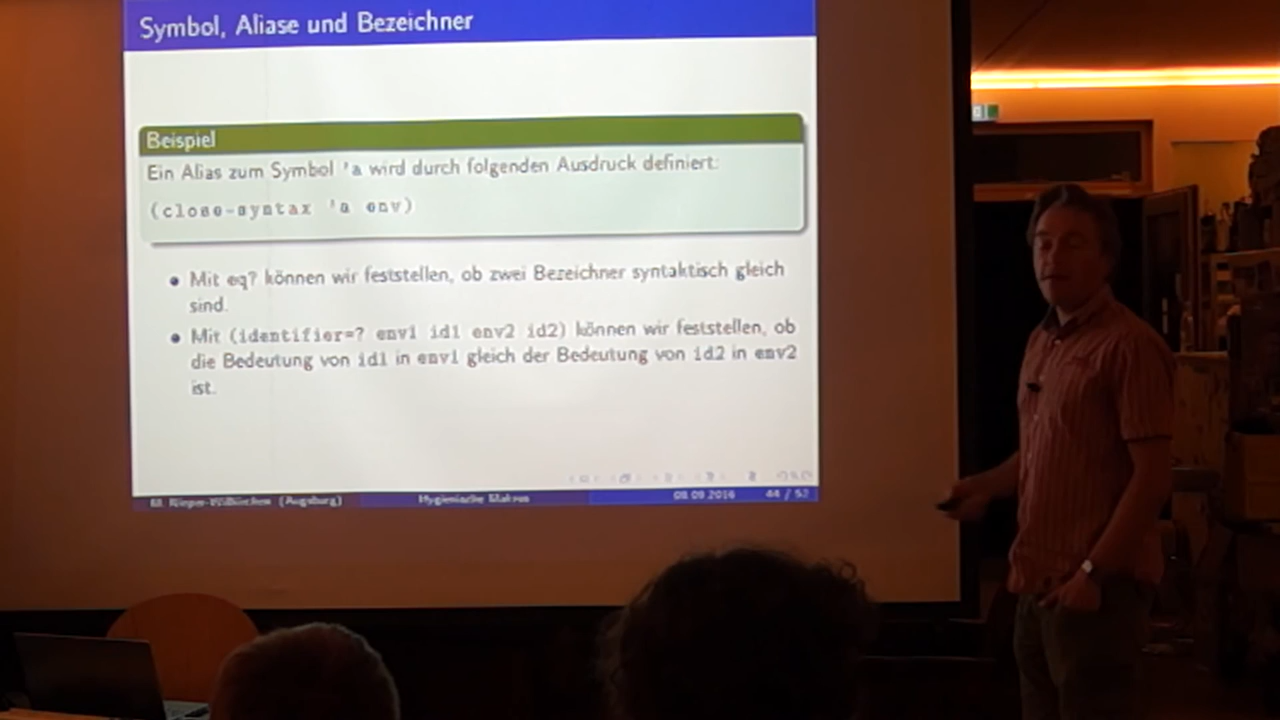 Symbol, Aliase und Bezeichner
Beispiel
Ein Alias zum Symbol 'a wird durch folgenden Ausdruck definiert:
(close-syntax 'a env)
Mit eq? können wir feststellen, ob zwei Bezeichner syntaktisch gleich
sind.
Mit (identifier=? env1 id1 env2 id2) können wir feststellen, ob
die Bedeutung von id1 in env1 gleich der Bedeutung von id2 in env2
ist.
(Augsburg)
Hygienische Makros
08.09.2016
44 / 52